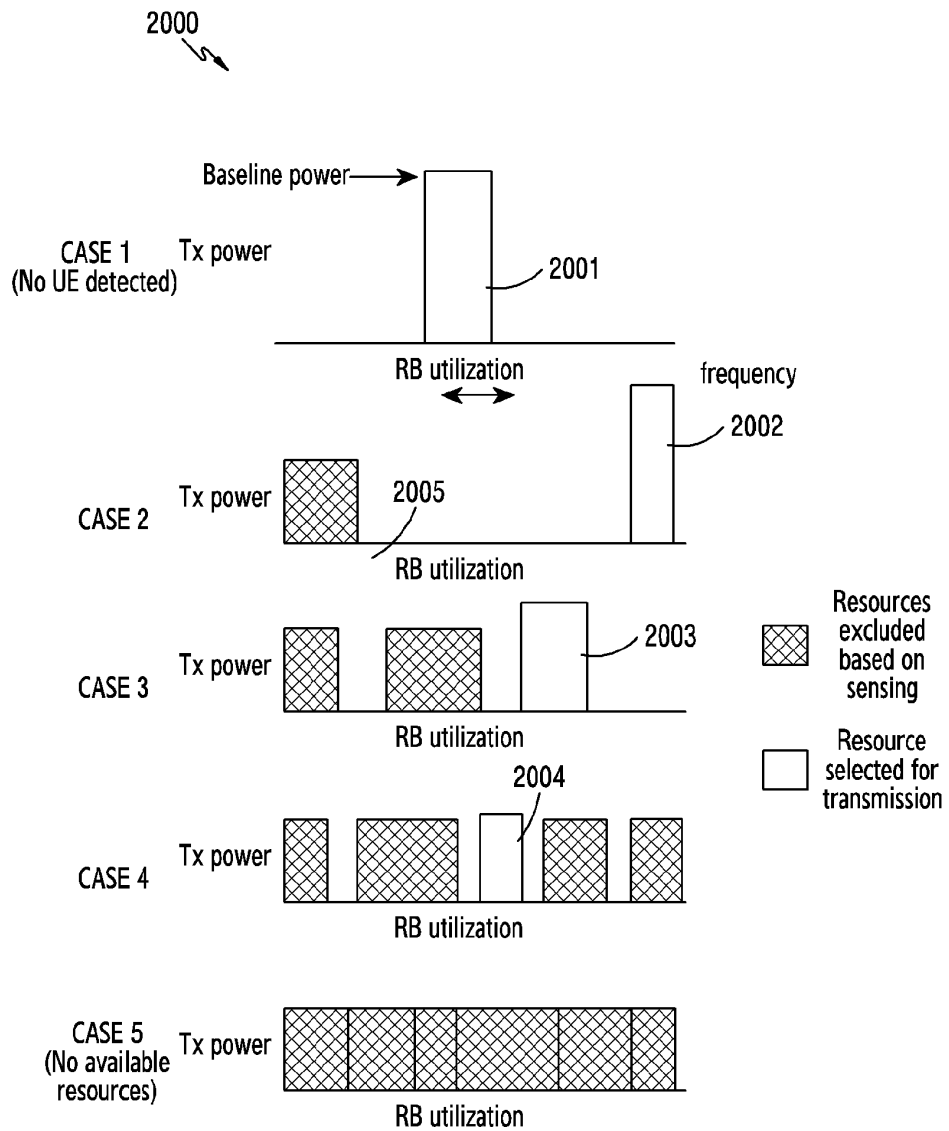 2000
Baseline power
CASE 1
(No UE detected)
Tx power
2001
RB utilization
frequency
2002
CASE 2
Tx power
2005
RB utilization
CASE 3
Tx power
2003
RB utilization
Resources
excluded
based on
sensing
Resource
selected for
transmission
2004
CASE 4
Tx power
RB utilization
CASE 5
(No available
resources)
Tx power
RB utilization